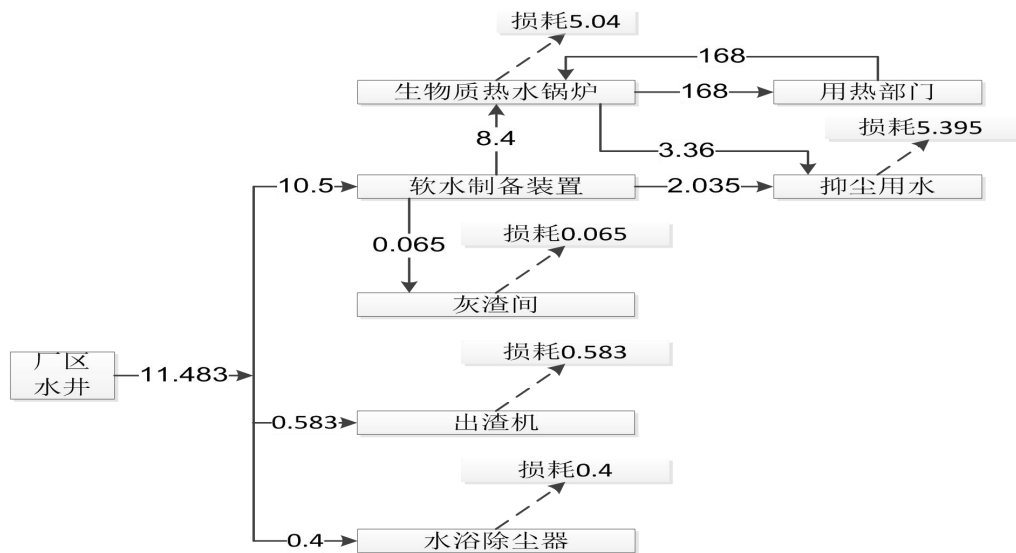 损耗5.04
168
生物质热水锅炉
168
用热部门
8.4
3.36
损耗5.395
10.5
软水制备装置
2.035
抑尘用水
0.065
损耗0.065
灰渣间
厂区
水井
11.483
损耗0.583
0.583
出渣机
损耗0.4
0.4
水浴除尘器